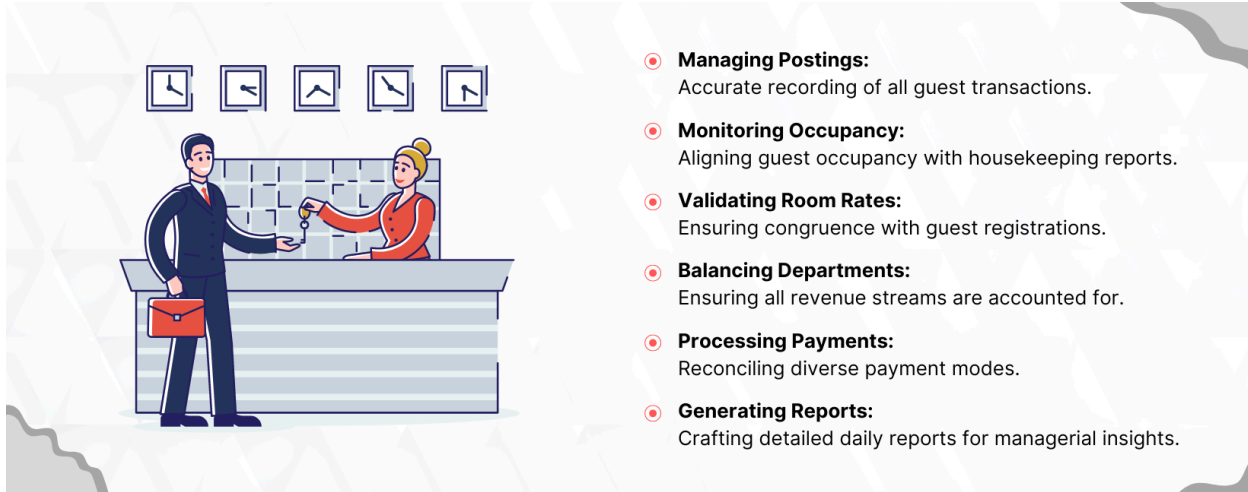 Managing Postings:
Accurate recording of all guest transactions.
Monitoring Occupancy:
Aligning guest occupancy with housekeeping reports.
Validating Room Rates:
Ensuring congruence with guest registrations.
Balancing Departments:
Ensuring all revenue streams are accounted for.
Processing Payments:
Reconciling diverse payment modes.
Generating Reports:
Crafting detailed daily reports for managerial insights.